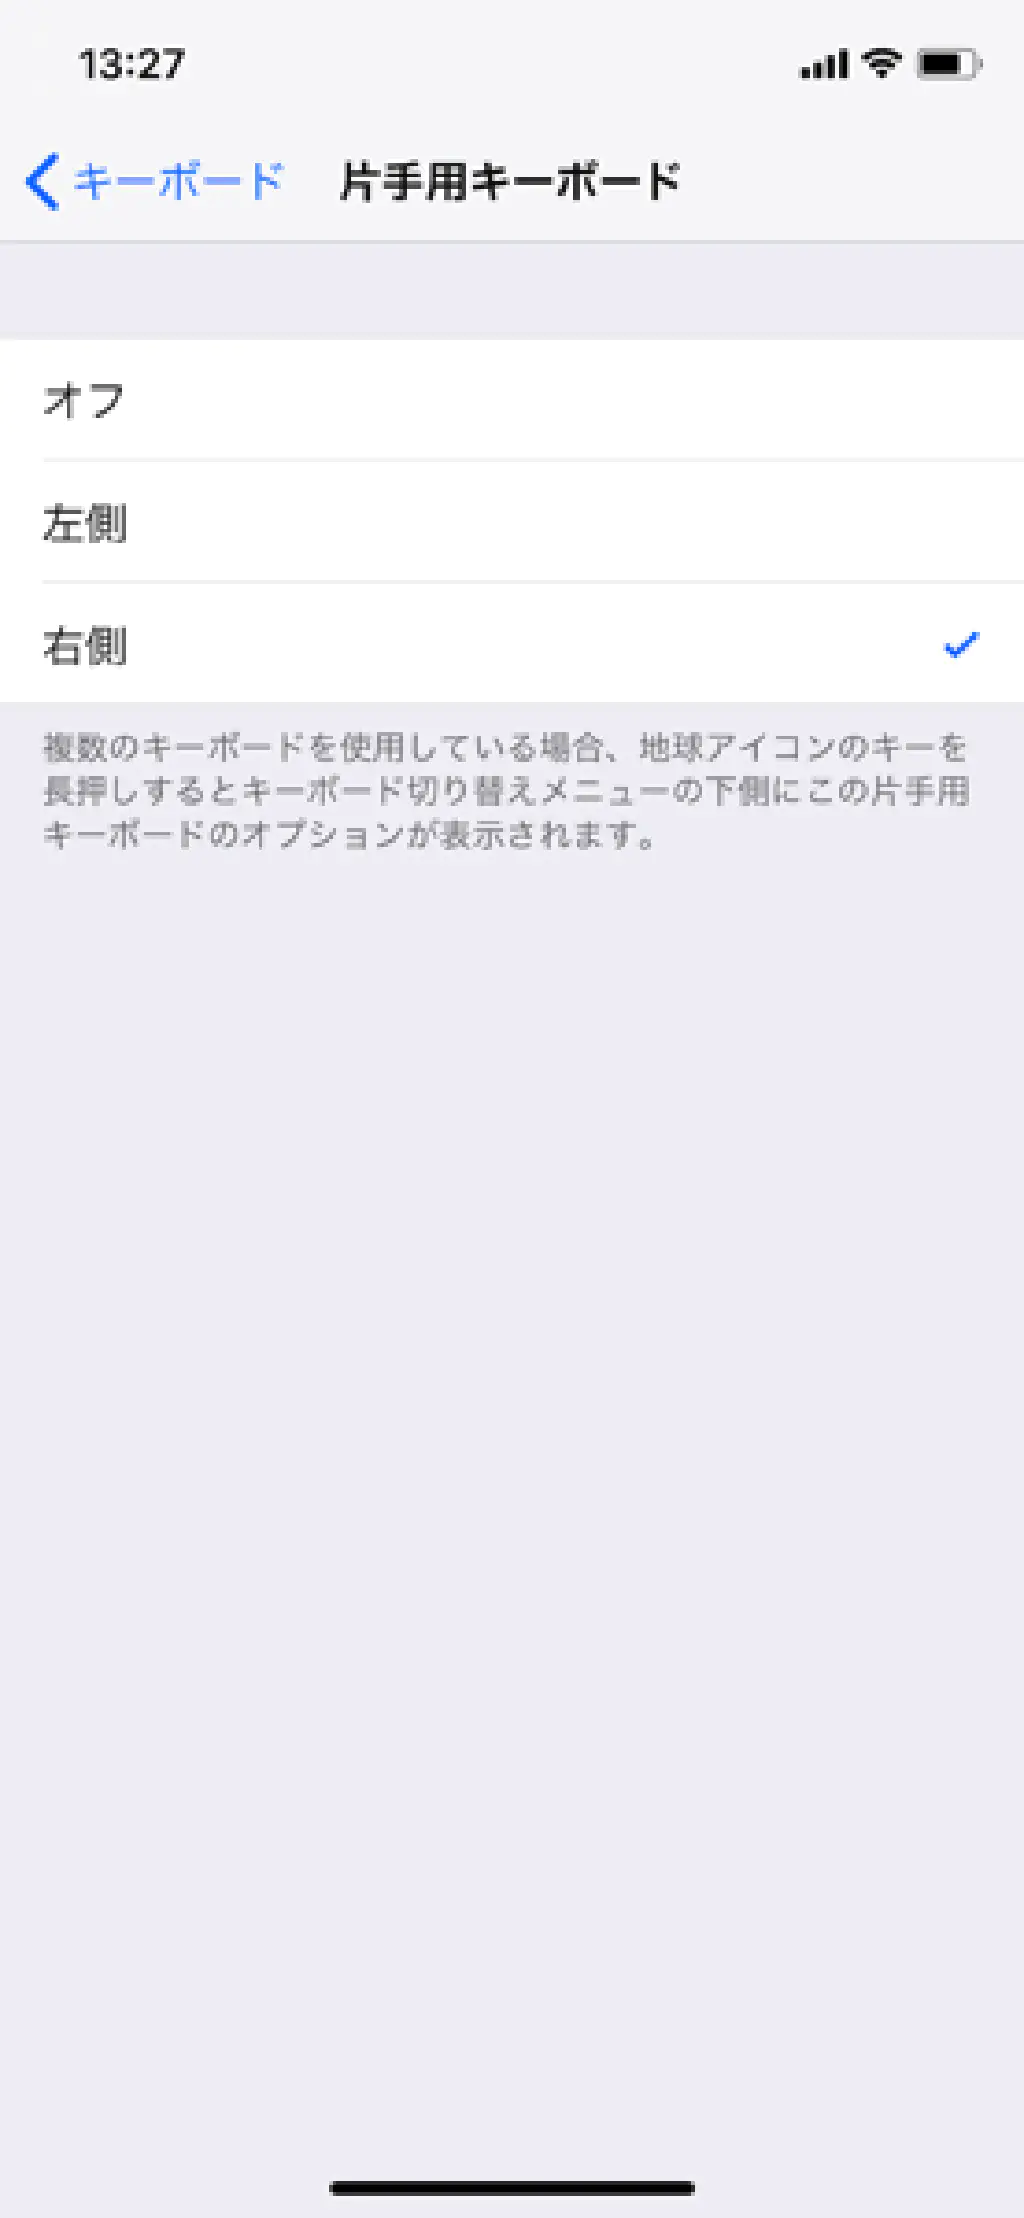 13:27
キーボード 片手用キーボード
オフ
左側
右側
複数のキーボードを使用している場合、地球アイコンのキーを
長押しするとキーボード切り替えメニューの下側にこの片手用
キーボードのオプションが表示されます。